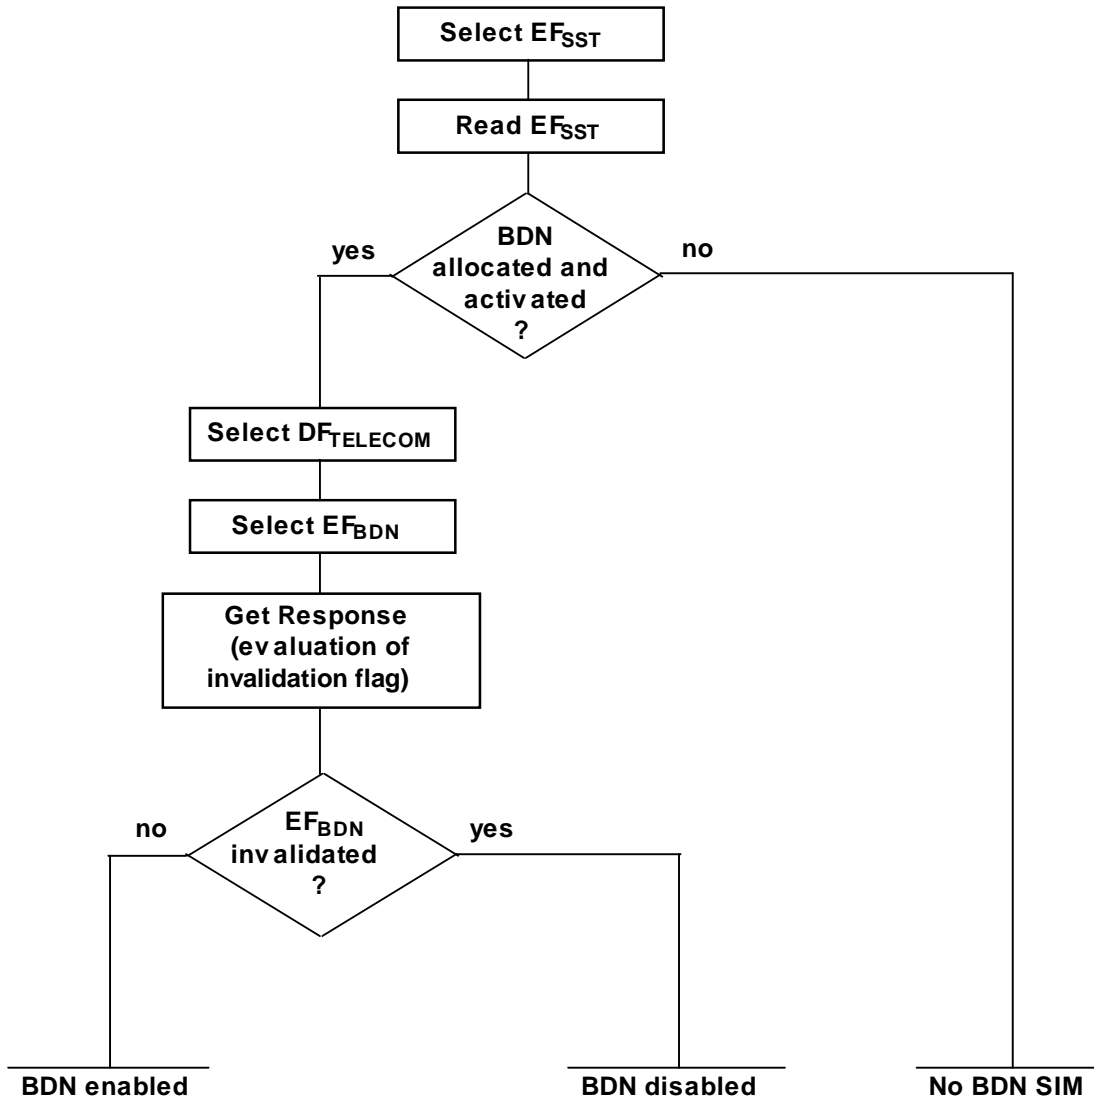 Select EFSST
Read EFSST
BDN
allocated and
activated
?
yes
no
Select DFTELECOM
Select EFBDN
Get Response
(evaluation of
invalidation flag)
EFBDN
invalidated
?
no
yes
BDN enabled
BDN disabled
No BDN SIM